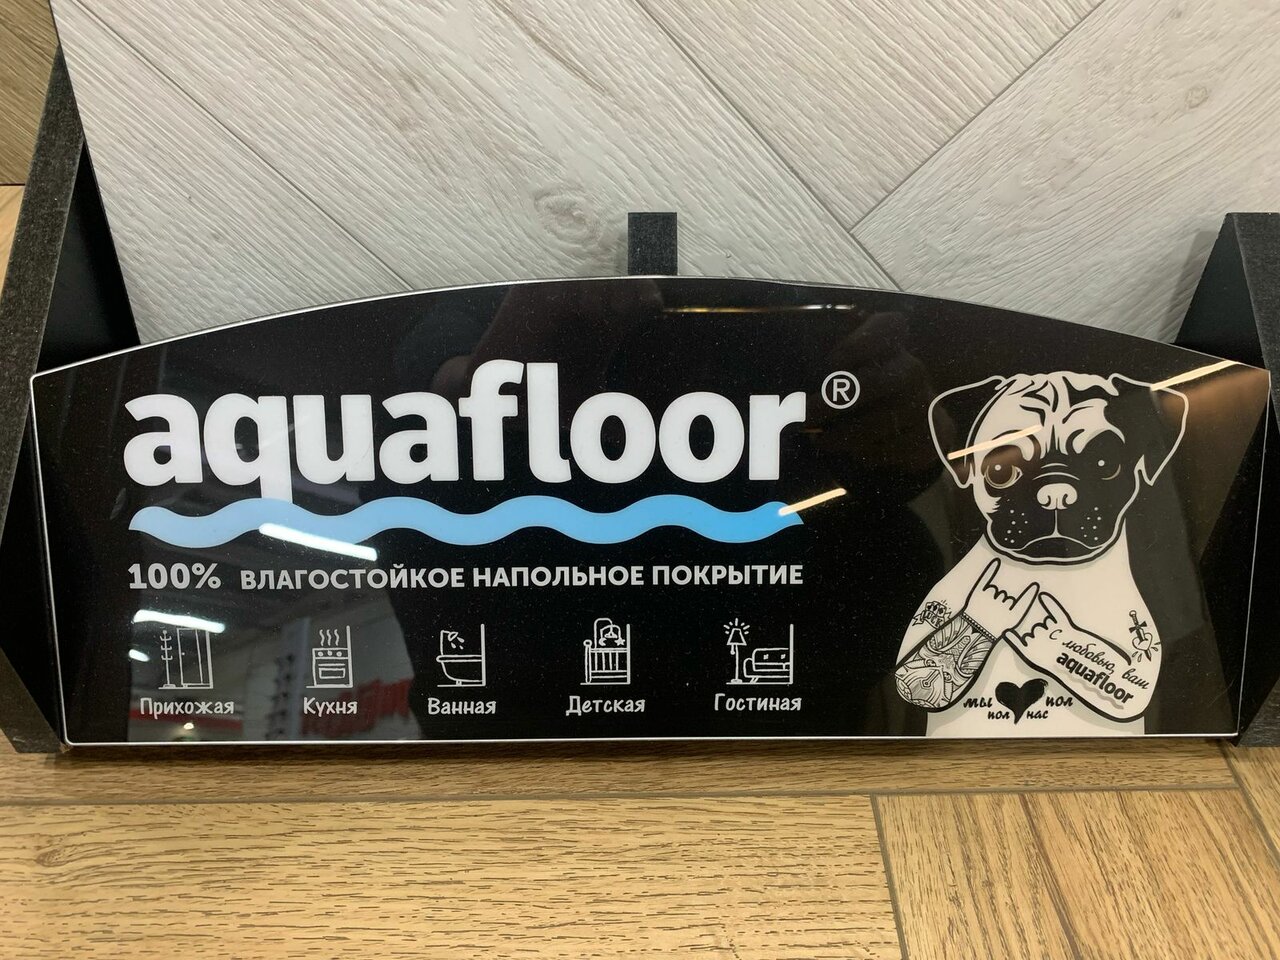 aquafloor®
100% ВЛАГОСТОЙКОЕ НАПОЛЬНОЕ ПОКРЫТИЕ
Прихожая Кухня Ванная Детская Гостиная
С любовью, ваш
aquafloor
мы пол
пол нас